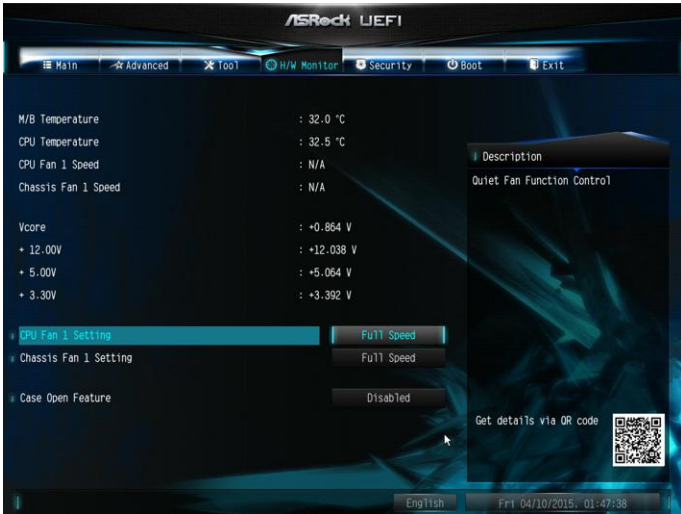 ASRock UEFI
Main Advanced Tool H/W Monitor Security Boot Exit
M/B Temperature : 32.0 °C
CPU Temperature : 32.5 °C
CPU Fan 1 Speed : N/A
Chassis Fan 1 Speed : N/A
Vcore : +0.864 V
+ 12.00V : +12.038 V
+ 5.00V : +5.064 V
+ 3.30V : +3.392 V
CPU Fan 1 Setting Full Speed
Chassis Fan 1 Setting Full Speed
Case Open Feature Disabled
Description
Quiet Fan Function Control
Get details via QR code
English Fri 04/10/2015. 01:47:38